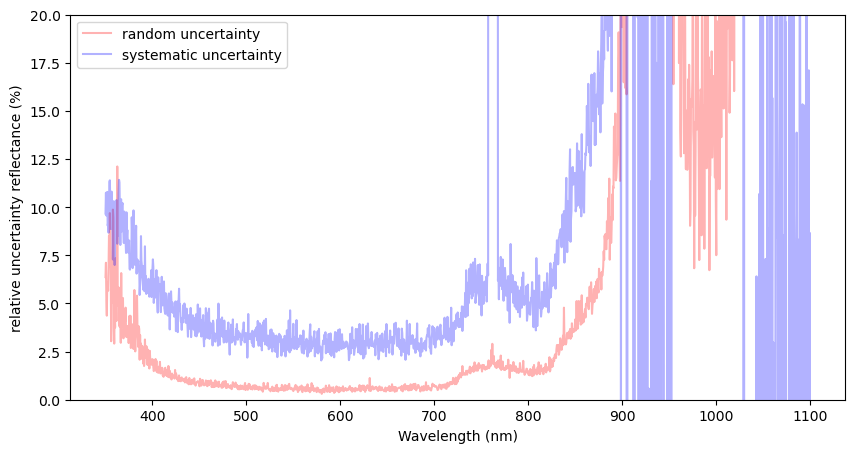 20.0
17.5
15.0
12.5
10.0
7.5
5.0
2.5
0.0
relative uncertainty reflectance (%)
random uncertainty
systematic uncertainty
400 500 600 700 800 900 1000 1100
Wavelength (nm)